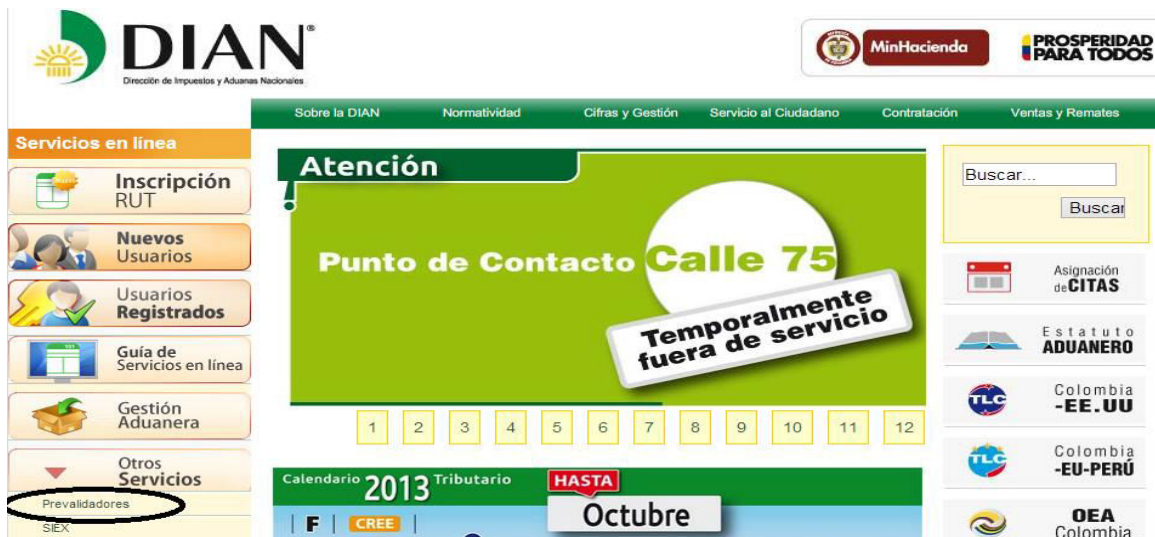 DIAN®
Dirección de Impuestos y Aduanas Nacionales
MinHacienda
PROSPERIDAD
PARA TODOS
Sobre la DIAN Normatividad Cifras y Gestión Servicio al Ciudadano Contratación Ventas y Remates
Servicios en línea
Inscripción
RUT
Nuevos
Usuarios
Usuarios
Registrados
Guía de
Servicios en línea
Gestión
Aduanera
Otros
Servicios
Prevalidadores
SIEX
Atención
!
Punto de Contacto Calle 75
Temporalmente
fuera de servicio
1 2 3 4 5 6 7 8 9 10 11 12
Calendario 2013 Tributario
HASTA
Octubre
| F | CREE |
Buscar...
Buscar
Asignación
de CITAS
Estatuto
ADUANERO
TLC
Colombia
-EE.UU
TLC
Colombia
-EU-PERÚ
OEA
Colombia